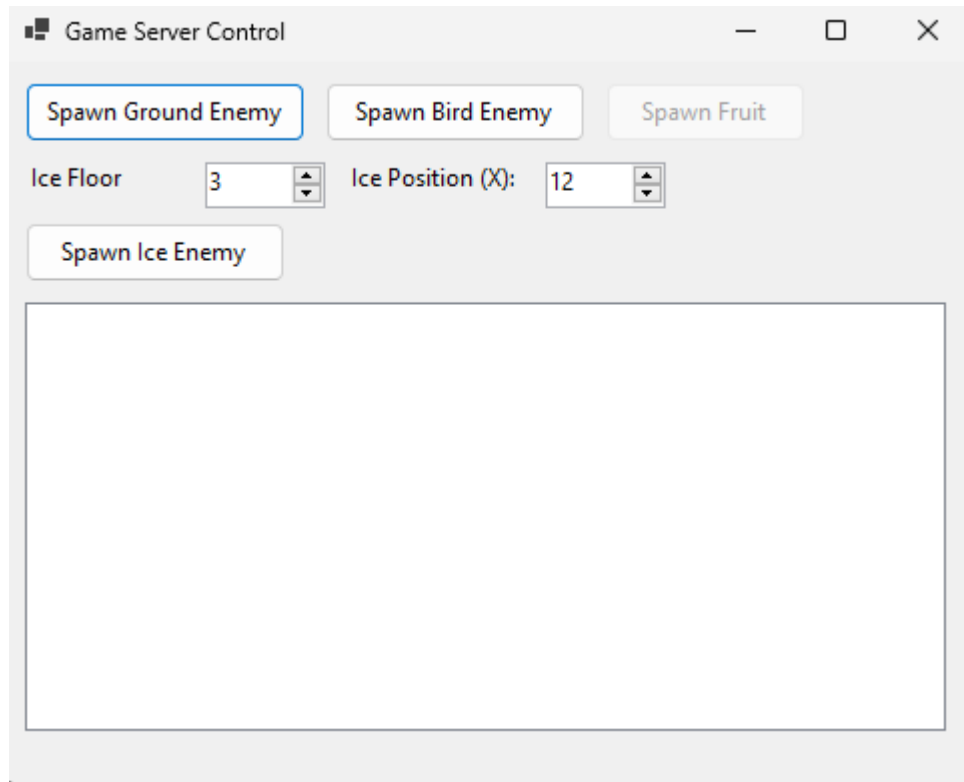 Game Server Control
Spawn Ground Enemy Spawn Bird Enemy Spawn Fruit
Ice Floor 3 Ice Position (X): 12
Spawn Ice Enemy